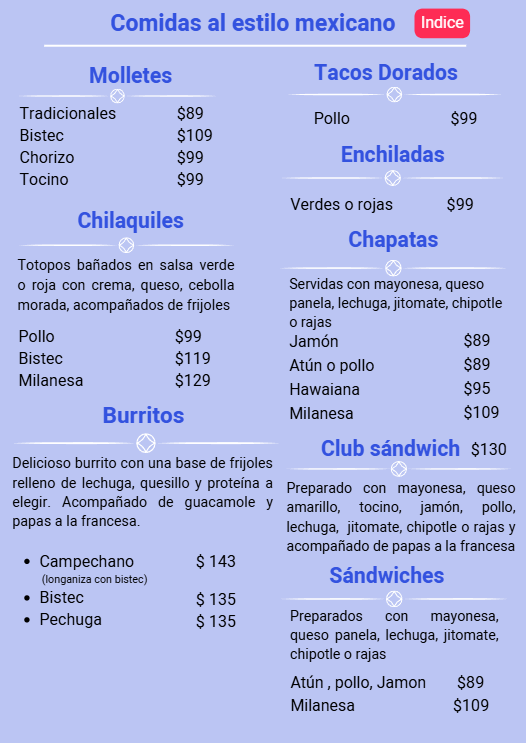 Comidas al estilo mexicano
Indice
Molletes
Tradicionales $89
Bistec $109
Chorizo $99
Tocino $99
Chilaquiles
Totopos bañados en salsa verde
o roja con crema, queso, cebolla
morada, acompañados de frijoles
Pollo $99
Bistec $119
Milanesa $129
Burritos
Delicioso burrito con una base de frijoles
relleno de lechuga, quesillo y proteína a
elegir. Acompañado de guacamole y
papas a la francesa.
• Campechano $ 143
(longaniza con bistec)
• Bistec $ 135
• Pechuga $ 135
Tacos Dorados
Pollo $99
Enchiladas
Verdes o rojas $99
Chapatas
Servidas con mayonesa, queso
panela, lechuga, jitomate, chipotle
o rajas
Jamón $89
Atún o pollo $89
Hawaiana $95
Milanesa $109
Club sándwich $130
Preparado con mayonesa, queso
amarillo, tocino, jamón, pollo,
lechuga, jitomate, chipotle o rajas y
acompañado de papas a la francesa
Sándwiches
Preparados con mayonesa,
queso panela, lechuga, jitomate,
chipotle o rajas
Atún , pollo, Jamon $89
Milanesa $109